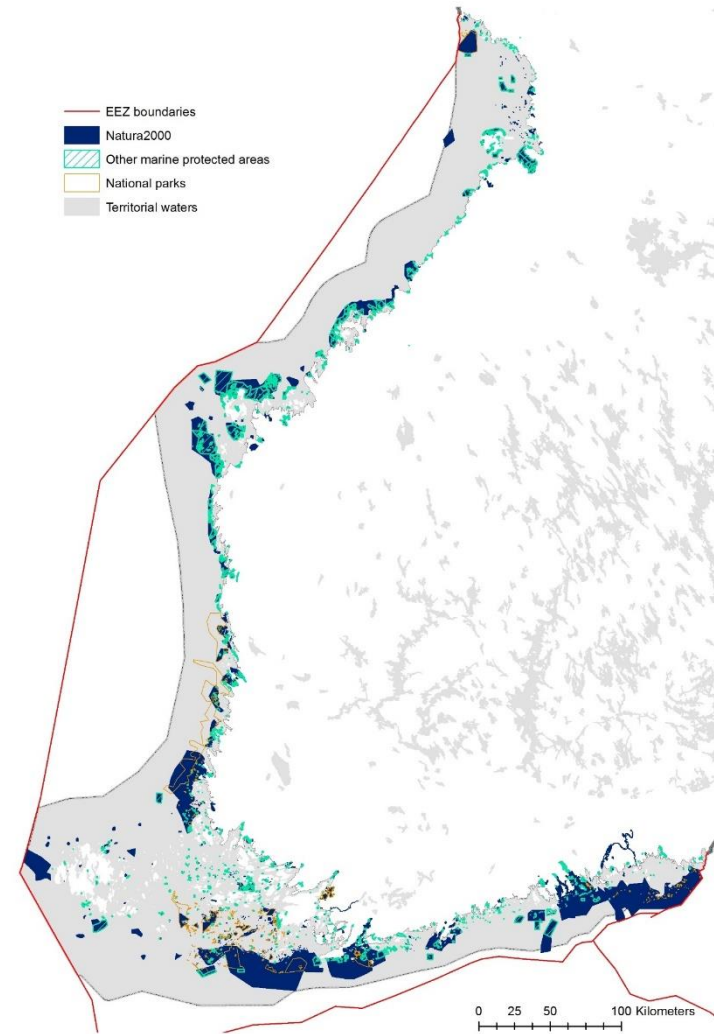 EEZ boundaries
Natura2000
Other marine protected areas
National parks
Territorial waters
0 25 50 100 Kilometers